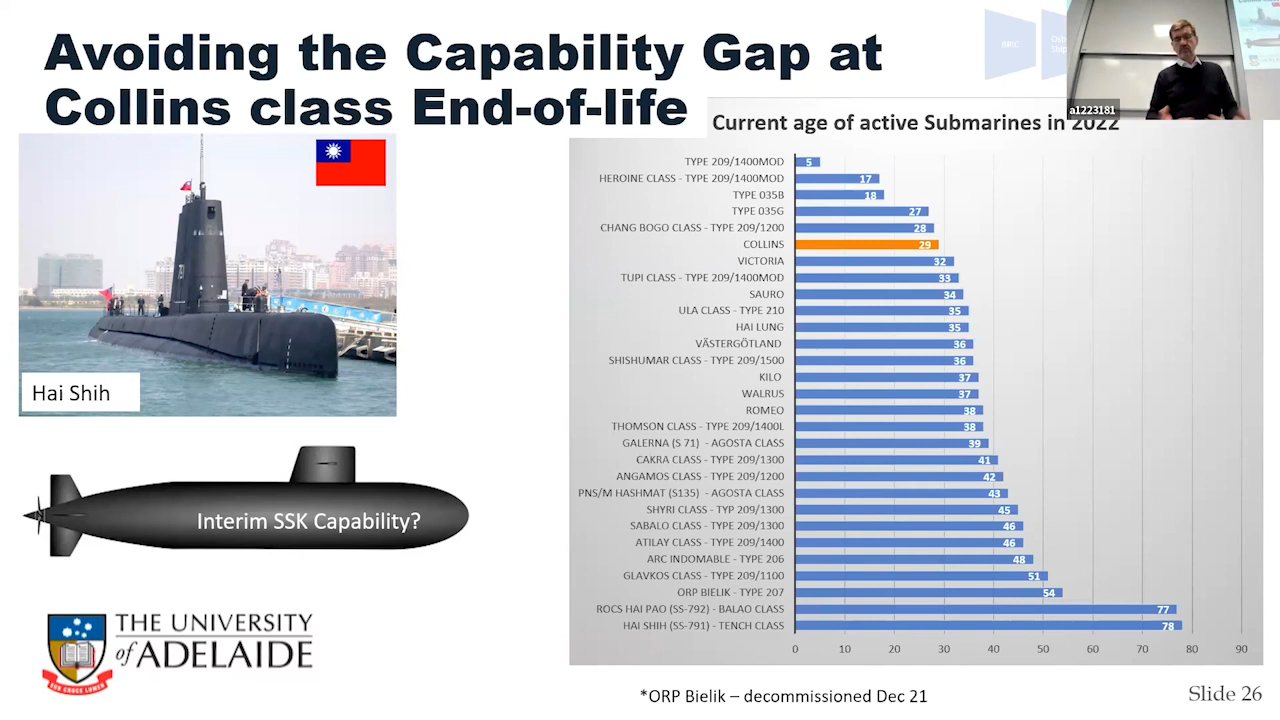 Avoiding the Capability Gap at
Collins class End-of-life
BRIC
a1223181
Current age of active Submarines in 2022
TYPE 209/1400MOD 5
HEROINE CLASS - TYPE 209/1400MOD 17
TYPE 035B 18
TYPE 035G 27
CHANG BOGO CLASS - TYPE 209/1200 28
COLLINS 29
VICTORIA 32
TUPI CLASS - TYPE 209/1400MOD 33
SAURO 34
ULA CLASS - TYPE 210 35
HAI LUNG 35
VÄSTERGÖTLAND 36
SHISHUMAR CLASS - TYPE 209/1500 36
KILO 37
WALRUS 37
ROMEO 38
THOMSON CLASS - TYPE 209/1400L 38
GALERNA (S 71) - AGOSTA CLASS 39
CAKRA CLASS - TYPE 209/1300 41
ANGAMOS CLASS - TYPE 209/1200 42
PNS/M HASHMAT (S135) - AGOSTA CLASS 43
SHYRI CLASS - TYP 209/1300 45
SABALO CLASS - TYPE 209/1300 46
ATILAY CLASS - TYPE 209/1400 46
ARC INDOMABLE - TYPE 206 48
GLAVKOS CLASS - TYPE 209/1100 51
ORP BIELIK - TYPE 207 54
ROCS HAI PAO (SS-792) - BALAO CLASS 77
HAI SHIH (SS-791) - TENCH CLASS 78
0 10 20 30 40 50 60 70 80 90
791
Hai Shih
Interim SSK Capability?
THE UNIVERSITY
of ADELAIDE
SUB CRUCE LUMEN
*ORP Bielik – decommissioned Dec 21
Slide 26